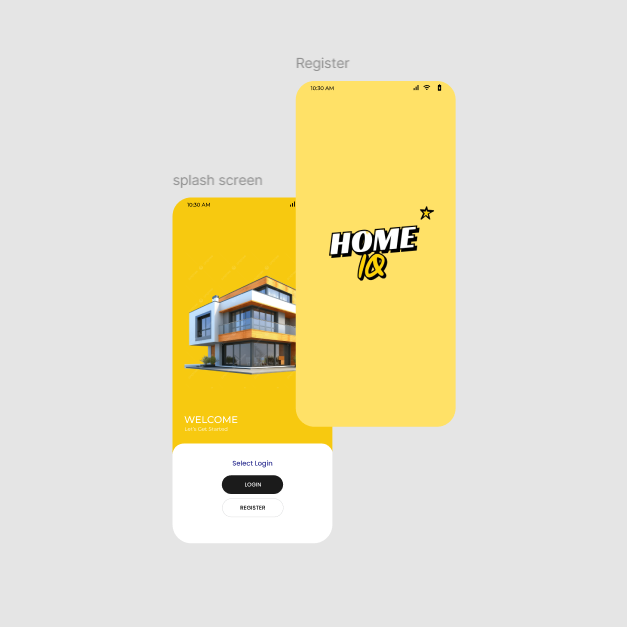 Register
10:30 AM
HOME
IQ
splash screen
10:30 AM
WELCOME
Let's Get Started
Select Login
LOGIN
REGISTER